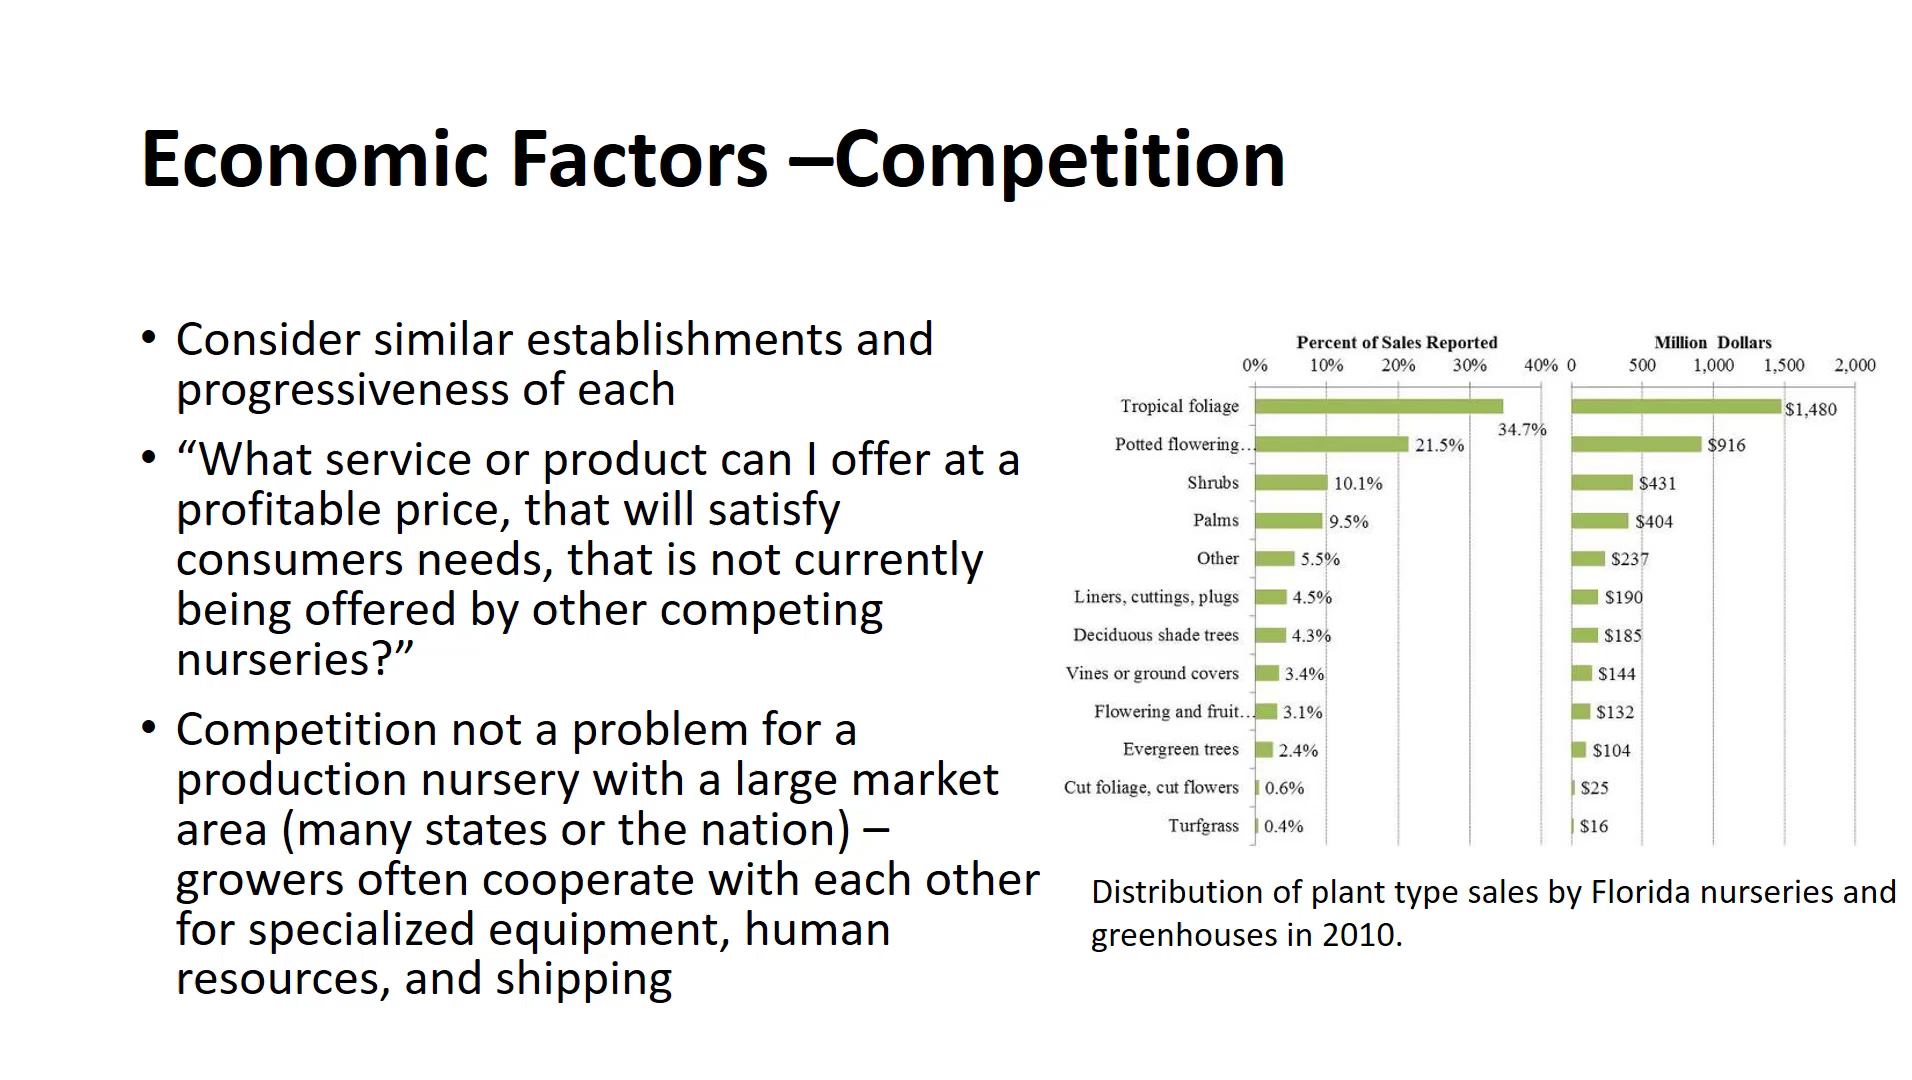 Economic Factors –Competition
• Consider similar establishments and
progressiveness of each
• “What service or product can I offer at a
profitable price, that will satisfy
consumers needs, that is not currently
being offered by other competing
nurseries?”
• Competition not a problem for a
production nursery with a large market
area (many states or the nation) –
growers often cooperate with each other
for specialized equipment, human
resources, and shipping
Percent of Sales Reported Million Dollars
0% 10% 20% 30% 40% 0 500 1,000 1,500 2,000
Tropical foliage 34.7% $1,480
Potted flowering… 21.5% $916
Shrubs 10.1% $431
Palms 9.5% $404
Other 5.5% $237
Liners, cuttings, plugs 4.5% $190
Deciduous shade trees 4.3% $185
Vines or ground covers 3.4% $144
Flowering and fruit… 3.1% $132
Evergreen trees 2.4% $104
Cut foliage, cut flowers 0.6% $25
Turfgrass 0.4% $16
Distribution of plant type sales by Florida nurseries and
greenhouses in 2010.